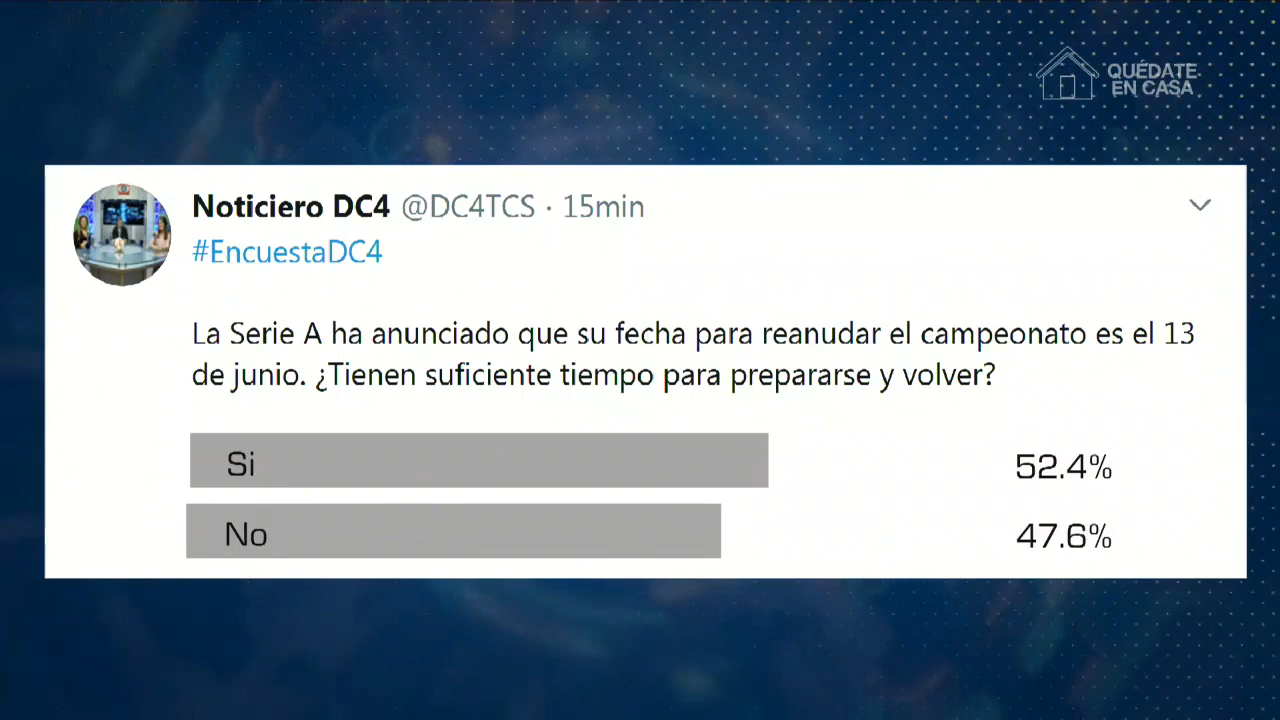 QUÉDATE
EN CASA
Noticiero DC4 @DC4TCS · 15min
#EncuestaDC4
La Serie A ha anunciado que su fecha para reanudar el campeonato es el 13
de junio. ¿Tienen suficiente tiempo para prepararse y volver?
Si 52.4%
No 47.6%